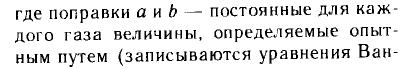 где поправки a и b — постоянные для каж-
дого газа величины, определяемые опыт-
ным путем (записываются уравнения Ван-